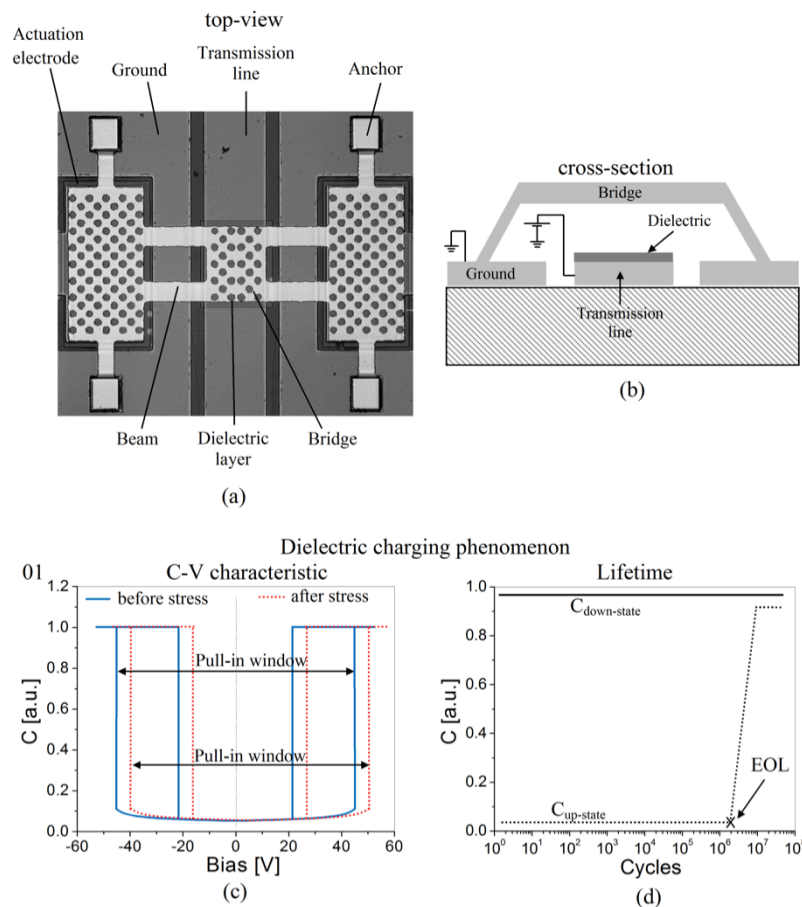 top-view
Actuation
electrode
Ground
Transmission
line
Anchor
Beam
Dielectric
layer
Bridge
(a)
cross-section
Bridge
Dielectric
Ground
Transmission
line
(b)
Dielectric charging phenomenon
01
C-V characteristic
1.2
1.0
0.8
0.6
0.4
0.2
0.0
C [a.u.]
before stress
after stress
Pull-in window
Pull-in window
-60
-40
-20
0
20
40
60
Bias [V]
(c)
Lifetime
1.0
0.8
0.6
0.4
0.2
0.0
C [a.u.]
C_down-state
C_up-state
EOL
10⁰
10¹
10²
10³
10⁴
10⁵
10⁶
10⁷
10
Cycles
(d)